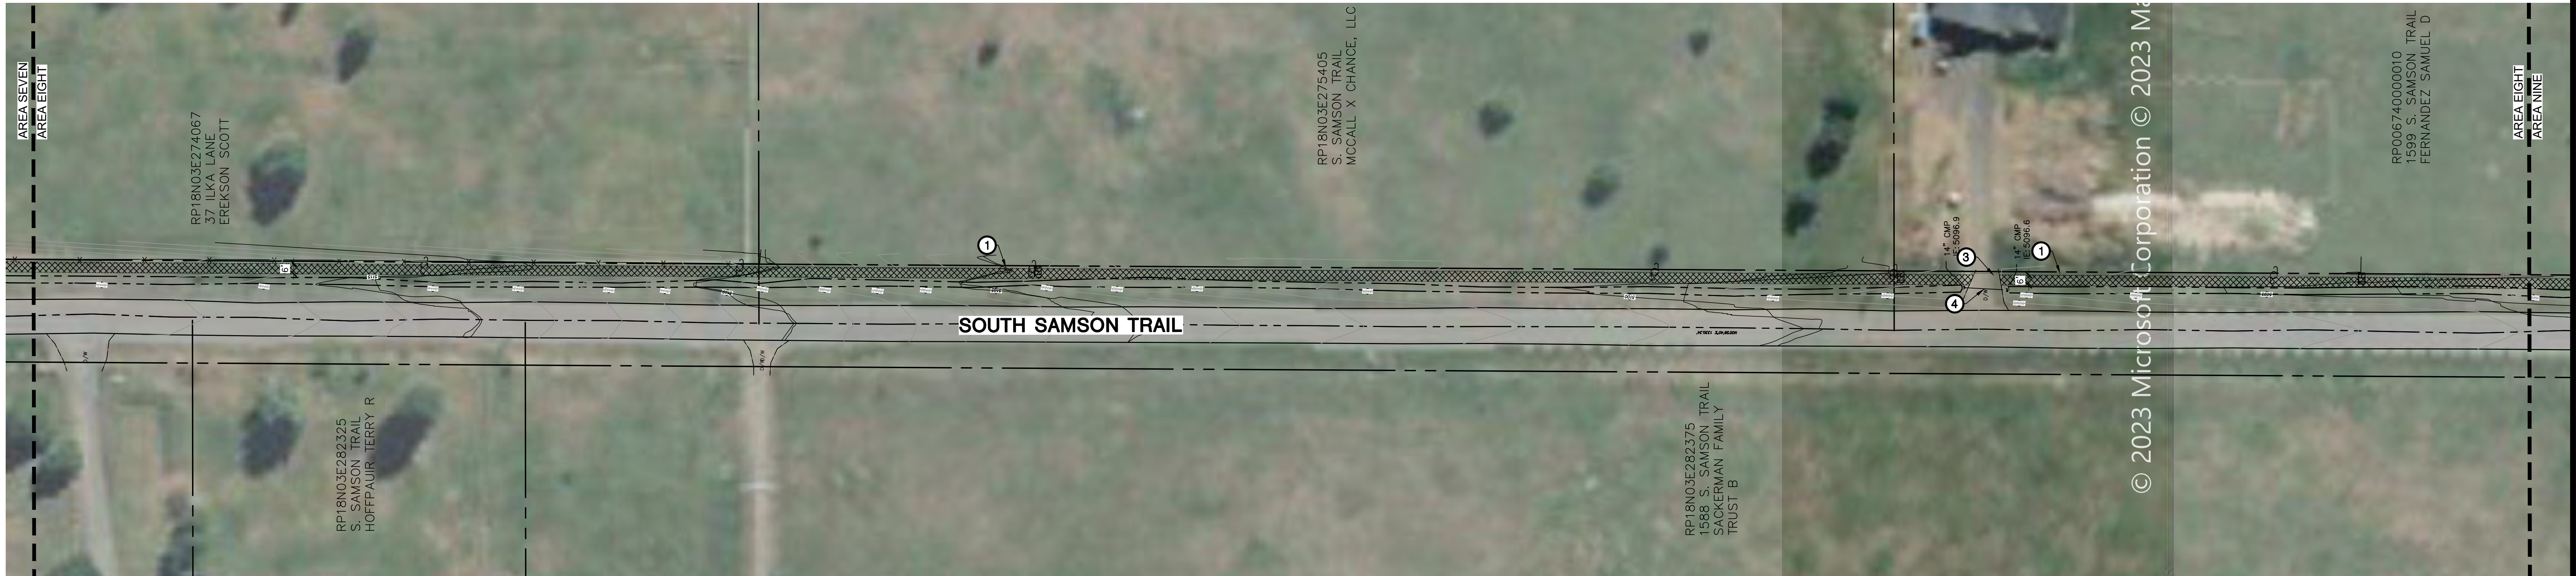 AREA SEVEN
AREA EIGHT
RP18N03E274067
37 ILKA LANE
EREKSON SCOTT
RP18N03E275405
S. SAMSON TRAIL
MCCALL X CHANCE, LLC
RP006740000010
1599 S. SAMSON TRAIL
FERNANDEZ SAMUEL D
AREA EIGHT
AREA NINE
© 2023 Microsoft Corporation © 2023 Ma
14" CMP
IE:5096.9
14" CMP
IE:5096.6
1
3
1
4
6'
6'
D/W
SOUTH SAMSON TRAIL
D/W
RP18N03E282325
S. SAMSON TRAIL
HOFFPAUIR TERRY R
RP18N03E282375
1588 S. SAMSON TRAIL
SACKERMAN FAMILY
TRUST B